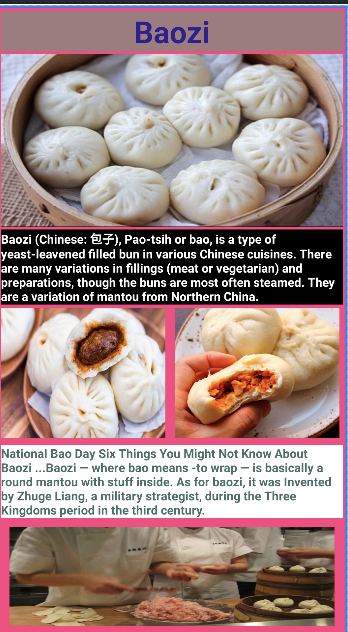 Baozi
Baozi (Chinese: 包子), Pao-tsih or bao, is a type of
yeast-leavened filled bun in various Chinese cuisines. There
are many variations in fillings (meat or vegetarian) and
preparations, though the buns are most often steamed. They
are a variation of mantou from Northern China.
National Bao Day Six Things You Might Not Know About
Baozi ...Baozi — where bao means -to wrap — is basically a
round mantou with stuff inside. As for baozi, it was Invented
by Zhuge Liang, a military strategist, during the Three
Kingdoms period in the third century.